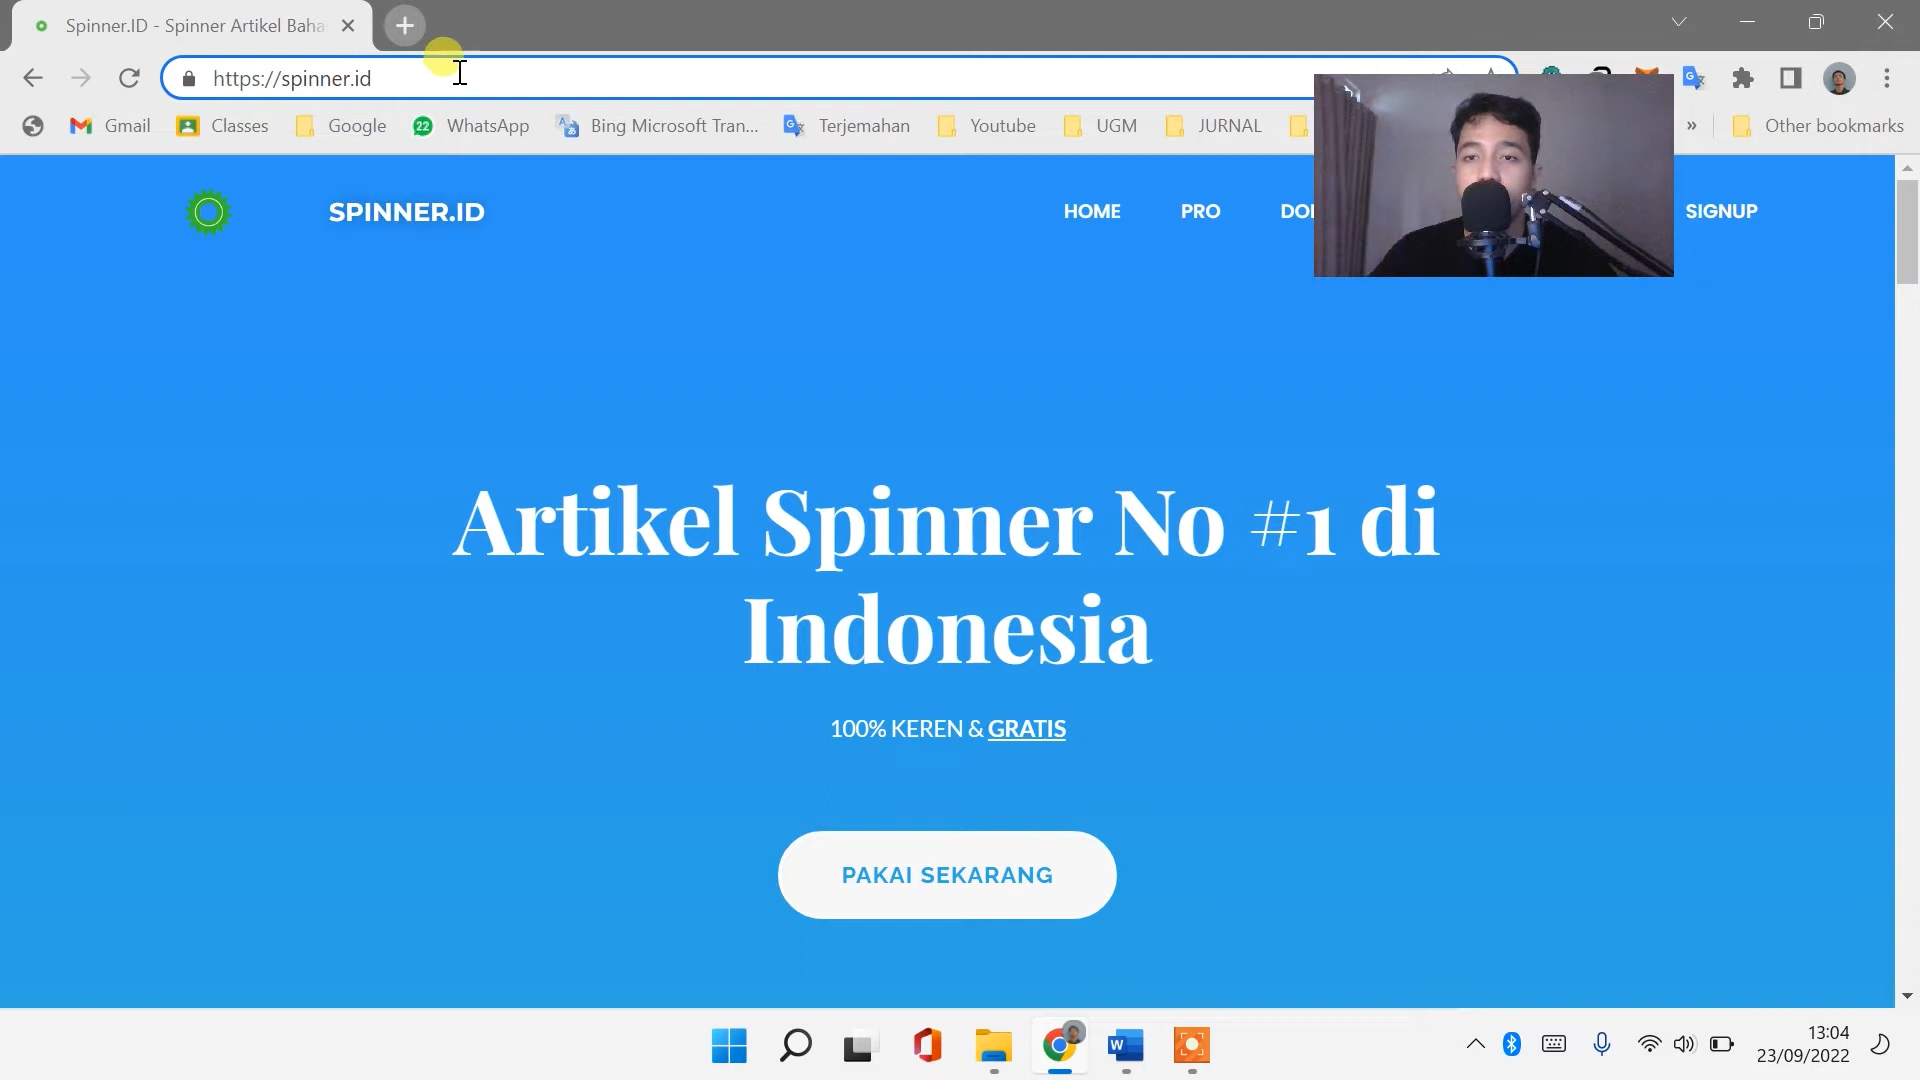 Spinner.ID - Spinner Artikel Baha
https://spinner.id
Gmail
Classes
Google
22
WhatsApp
Bing Microsoft Tran...
Terjemahan
Youtube
UGM
JURNAL
»
Other bookmarks
SPINNER.ID
HOME
PRO
SIGNUP
Artikel Spinner No #1 di
Indonesia
100% KEREN & GRATIS
PAKAI SEKARANG
13:04
23/09/2022